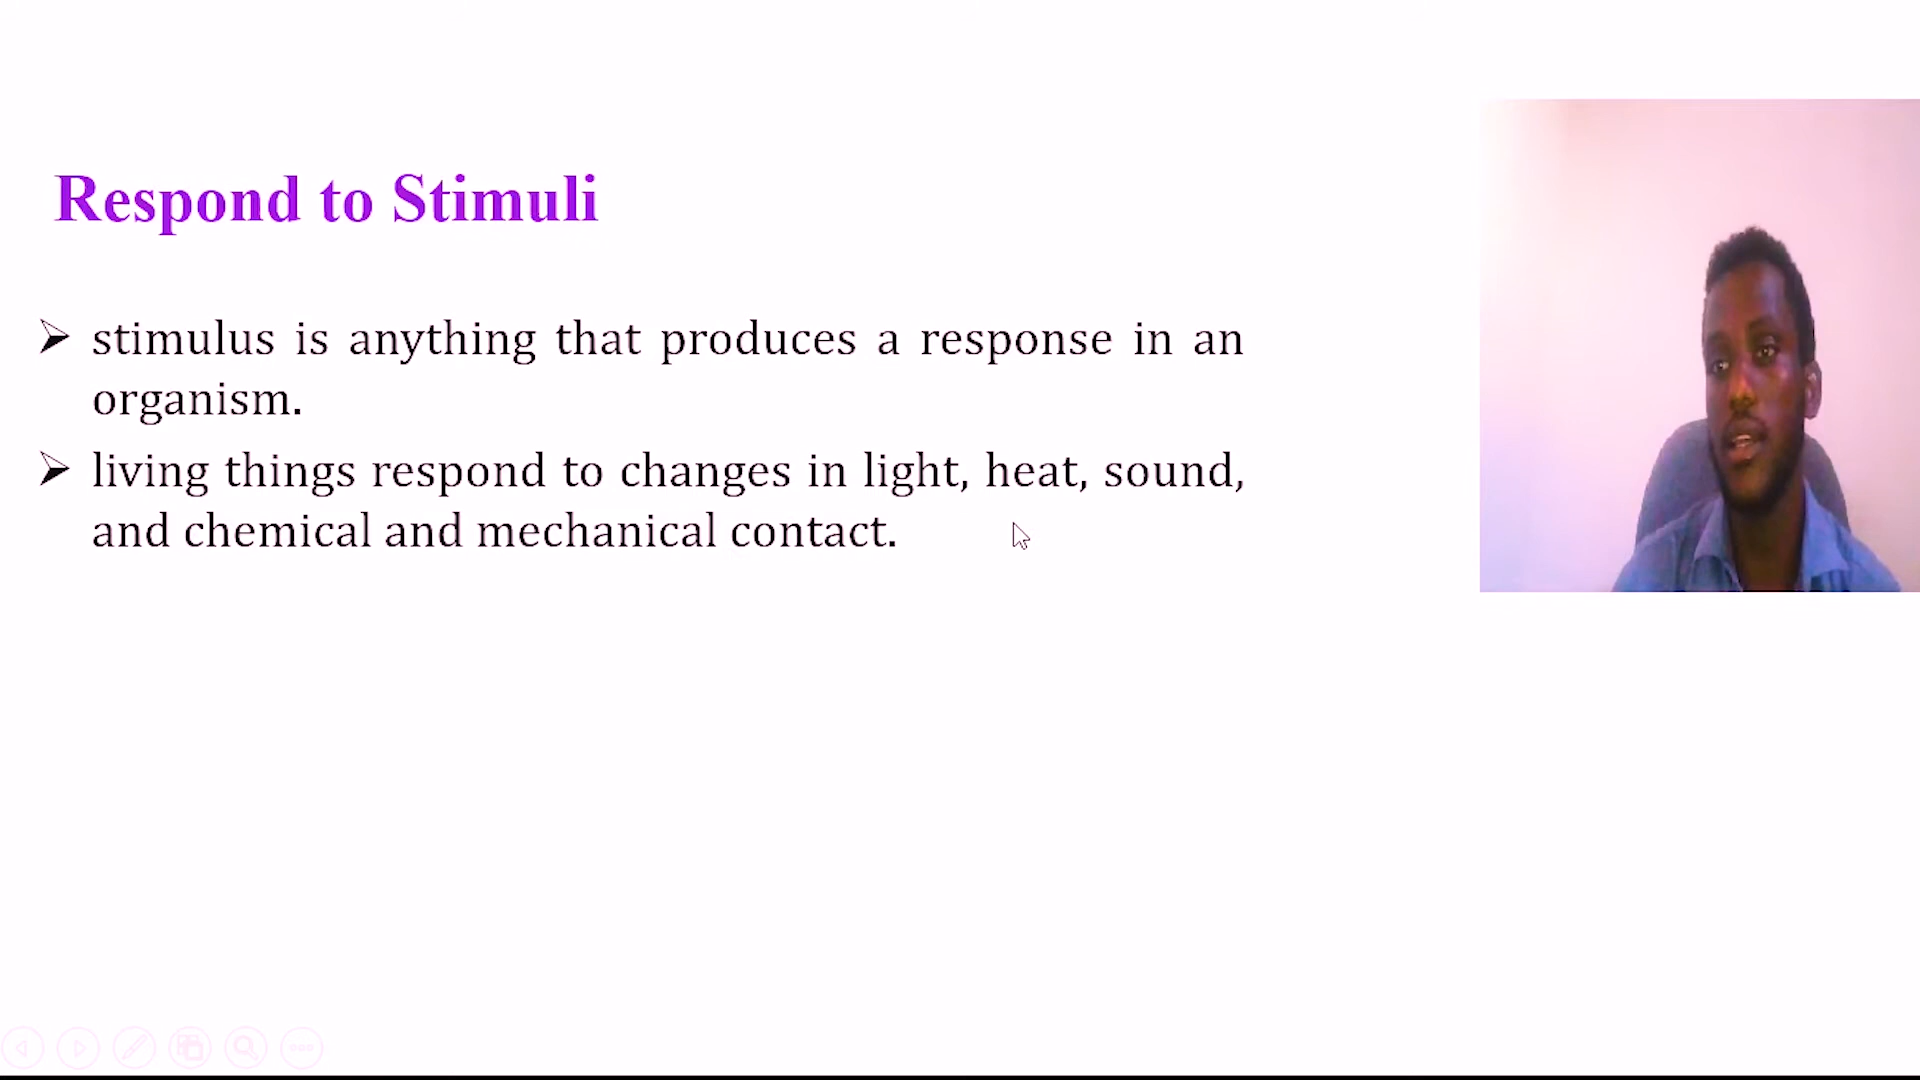 Respond to Stimuli
➢ stimulus is anything that produces a response in an
organism.
➢ living things respond to changes in light, heat, sound,
and chemical and mechanical contact.